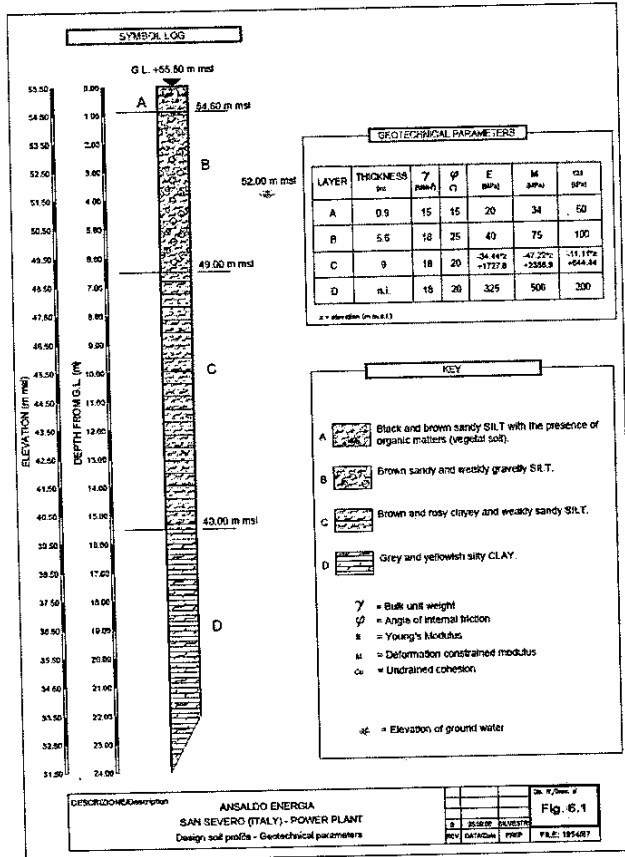 SYMBOL LOG
G.L. +55.50 m msl
ELEVATION (m msl)
DEPTH FROM G.L. (m)
55.50 0.00
54.50 1.00
53.50 2.00
52.50 3.00
51.50 4.00
50.50 5.00
49.50 6.00
48.50 7.00
47.50 8.00
46.50 9.00
45.50 10.00
44.50 11.00
43.50 12.00
42.50 13.00
41.50 14.00
40.50 15.00
39.50 16.00
38.50 17.00
37.50 18.00
36.50 19.00
35.50 20.00
34.50 21.00
33.50 22.00
32.50 23.00
31.50 24.00
A
54.60 m msl
B
52.00 m msl
49.00 m msl
C
40.00 m msl
D
GEOTECHNICAL PARAMETERS
LAYER THICKNESS γ φ E M cu
(m) (°) (MPa) (MPa) (kPa)
A 0.9 15 15 20 34 50
B 5.6 18 25 40 75 100
C 9 18 20 -34.44*z +1727.8 -47.22*z -11.11*z +644.44
D n.i. 18 20 325 500 200
z = elevation (m m.s.l.)
KEY
A Black and brown sandy SILT with the presence of
organic matters (vegetal soil).
B Brown sandy and weakly gravelly SILT.
C Brown and rosy clayey and weakly sandy SILT.
D Grey and yellowish silty CLAY.
γ = Bulk unit weight
φ = Angle of internal friction
E = Young's Modulus
M = Deformation constrained modulus
Cu = Undrained cohesion
= Elevation of ground water
DESCRIZIONE/Description
ANSALDO ENERGIA
SAN SEVERO (ITALY) - POWER PLANT
Design soil profile - Geotechnical parameters
0 SILVESTRI
REV. DATA/Date PREP
Fig. 6.1
FILE: